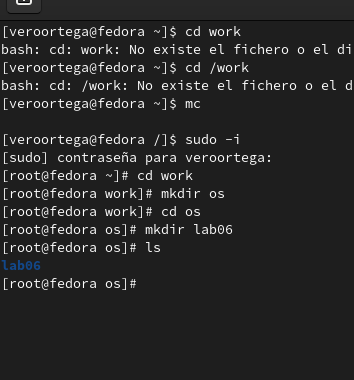 [veroortega@fedora ~]$ cd work
bash: cd: work: No existe el fichero o el di
[veroortega@fedora ~]$ cd /work
bash: cd: /work: No existe el fichero o el d
[veroortega@fedora ~]$ mc
[veroortega@fedora /]$ sudo -i
[sudo] contraseña para veroortega:
[root@fedora ~]# cd work
[root@fedora work]# mkdir os
[root@fedora work]# cd os
[root@fedora os]# mkdir lab06
[root@fedora os]# ls
lab06
[root@fedora os]#